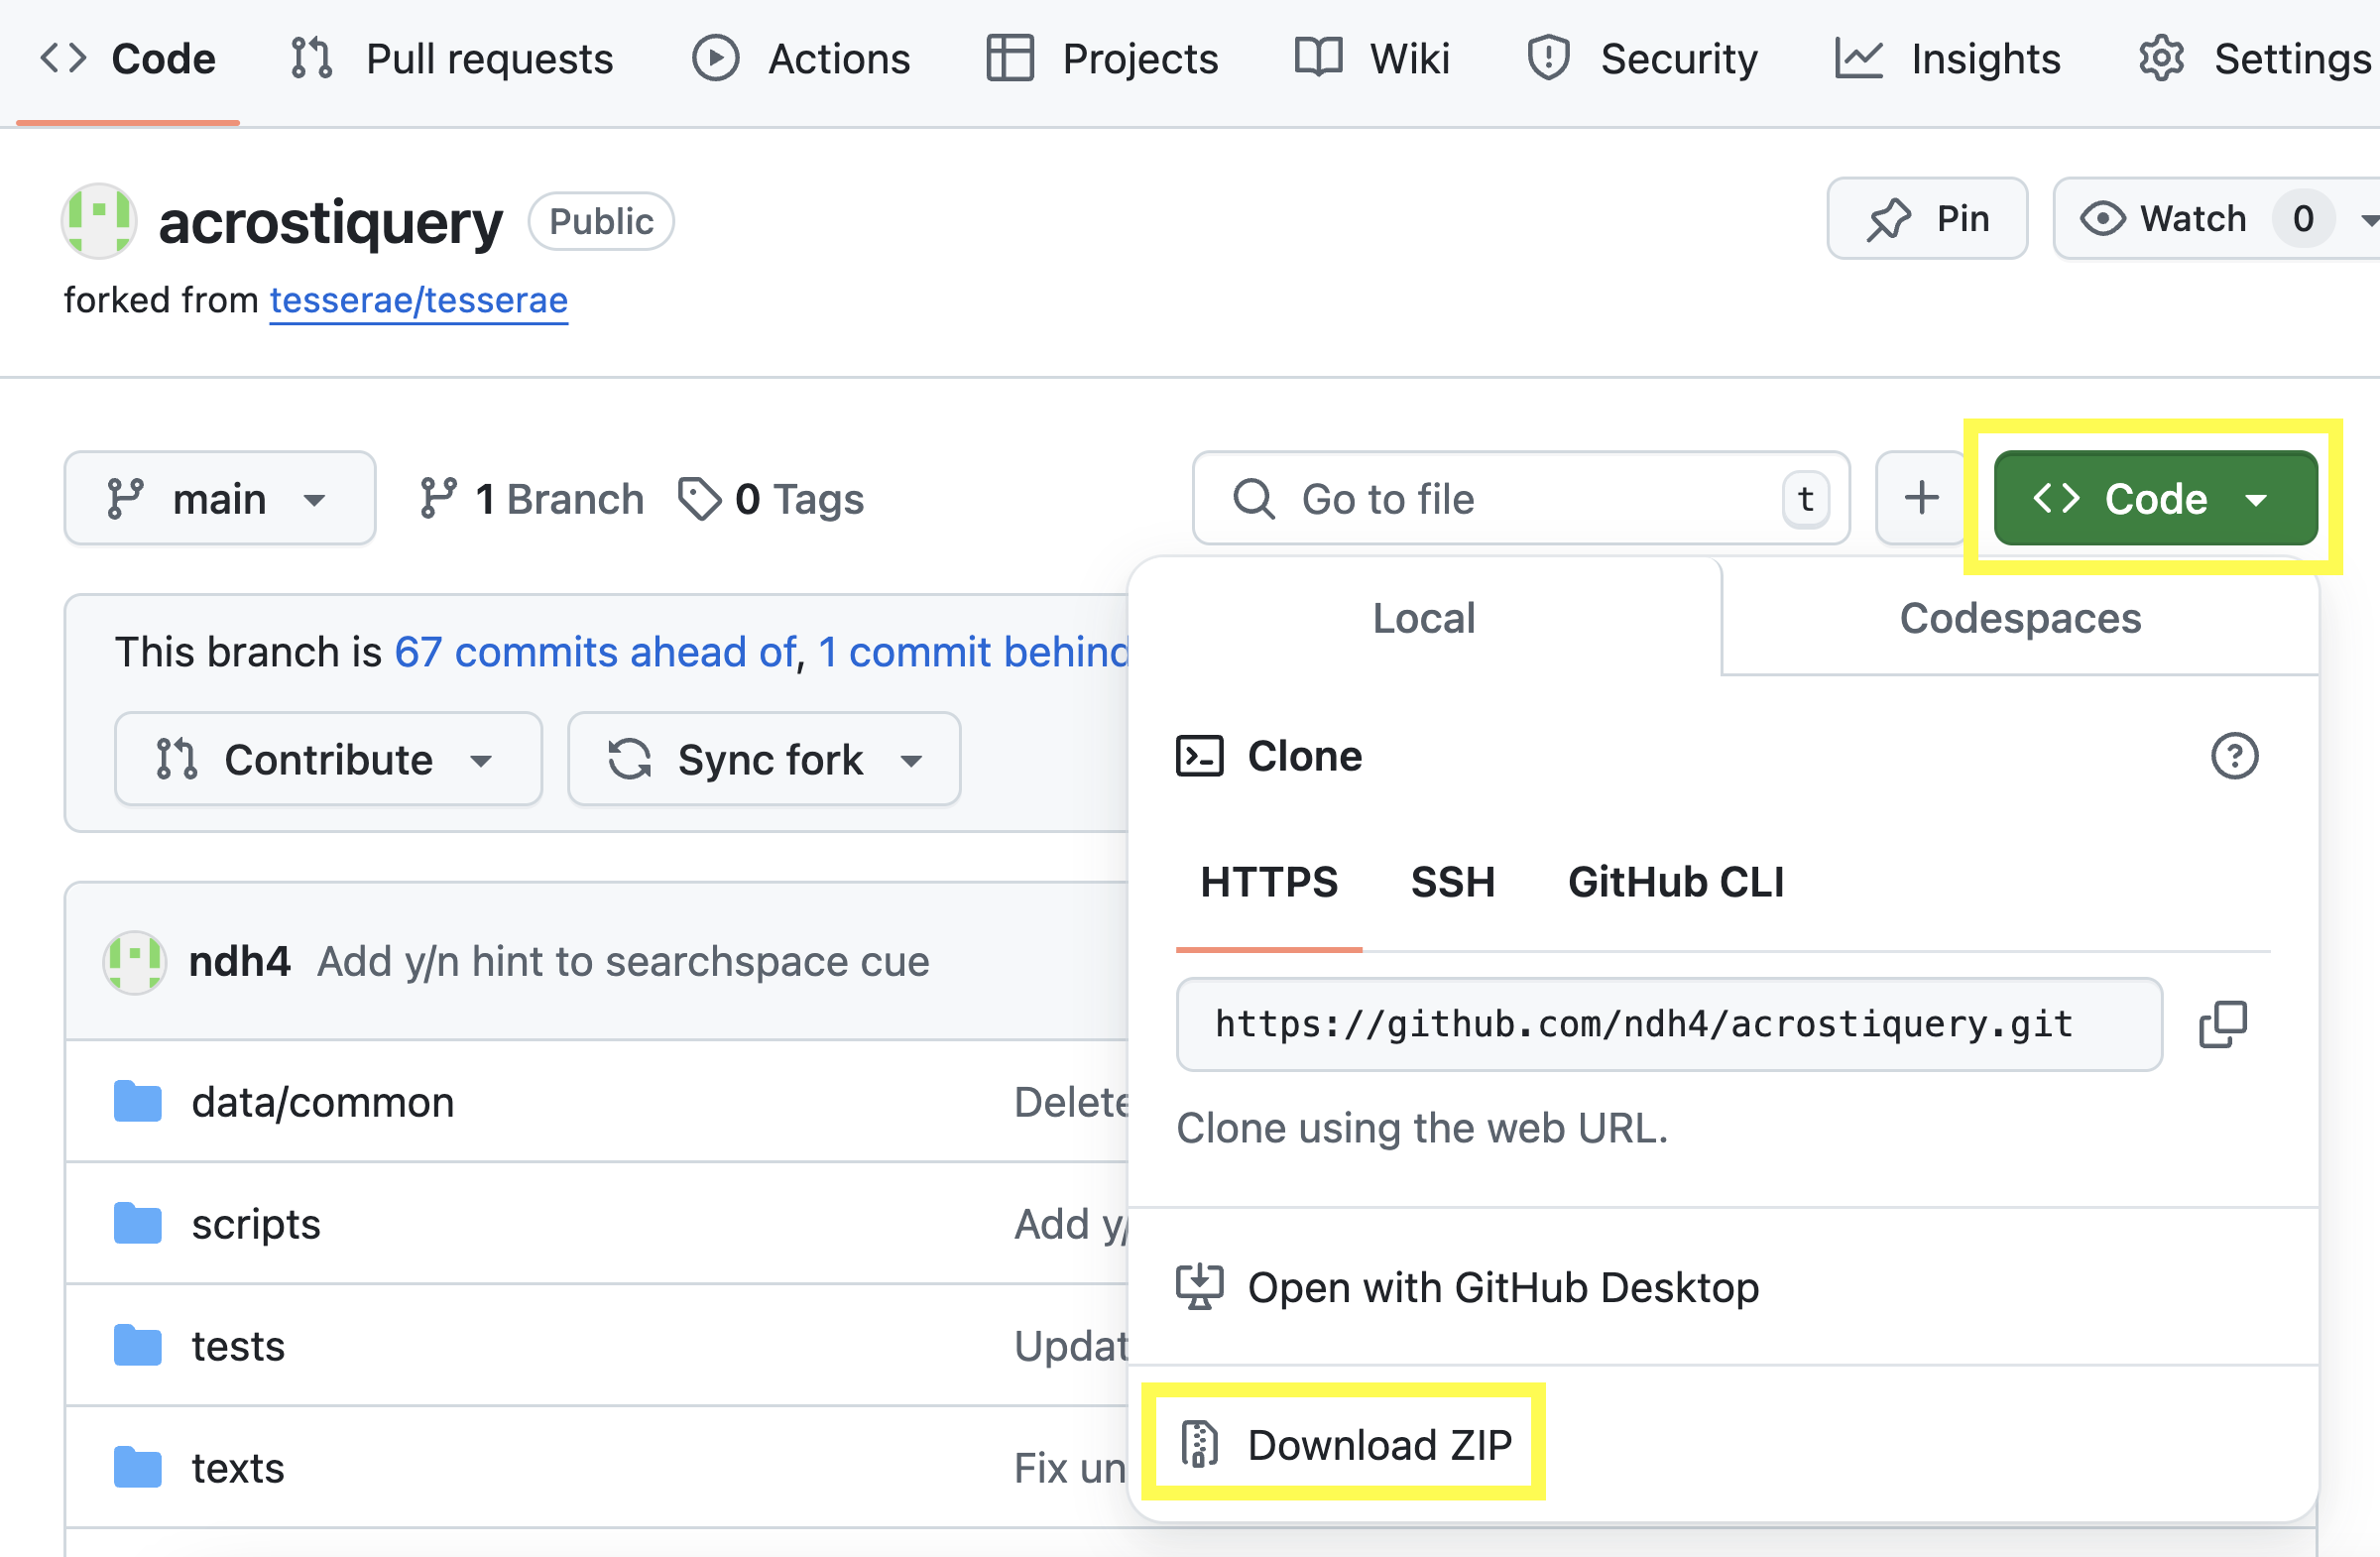 Code Pull requests Actions Projects Wiki Security Insights Settings
acrostiquery Public Pin Watch 0
forked from tesserae/tesserae
main 1 Branch 0 Tags Go to file t Code
Local Codespaces
This branch is 67 commits ahead of, 1 commit behind
Contribute Sync fork
Clone
HTTPS SSH GitHub CLI
ndh4 Add y/n hint to searchspace cue
https://github.com/ndh4/acrostiquery.git
data/common Delete
Clone using the web URL.
scripts Add y/
Open with GitHub Desktop
tests Updat
Download ZIP
texts Fix un